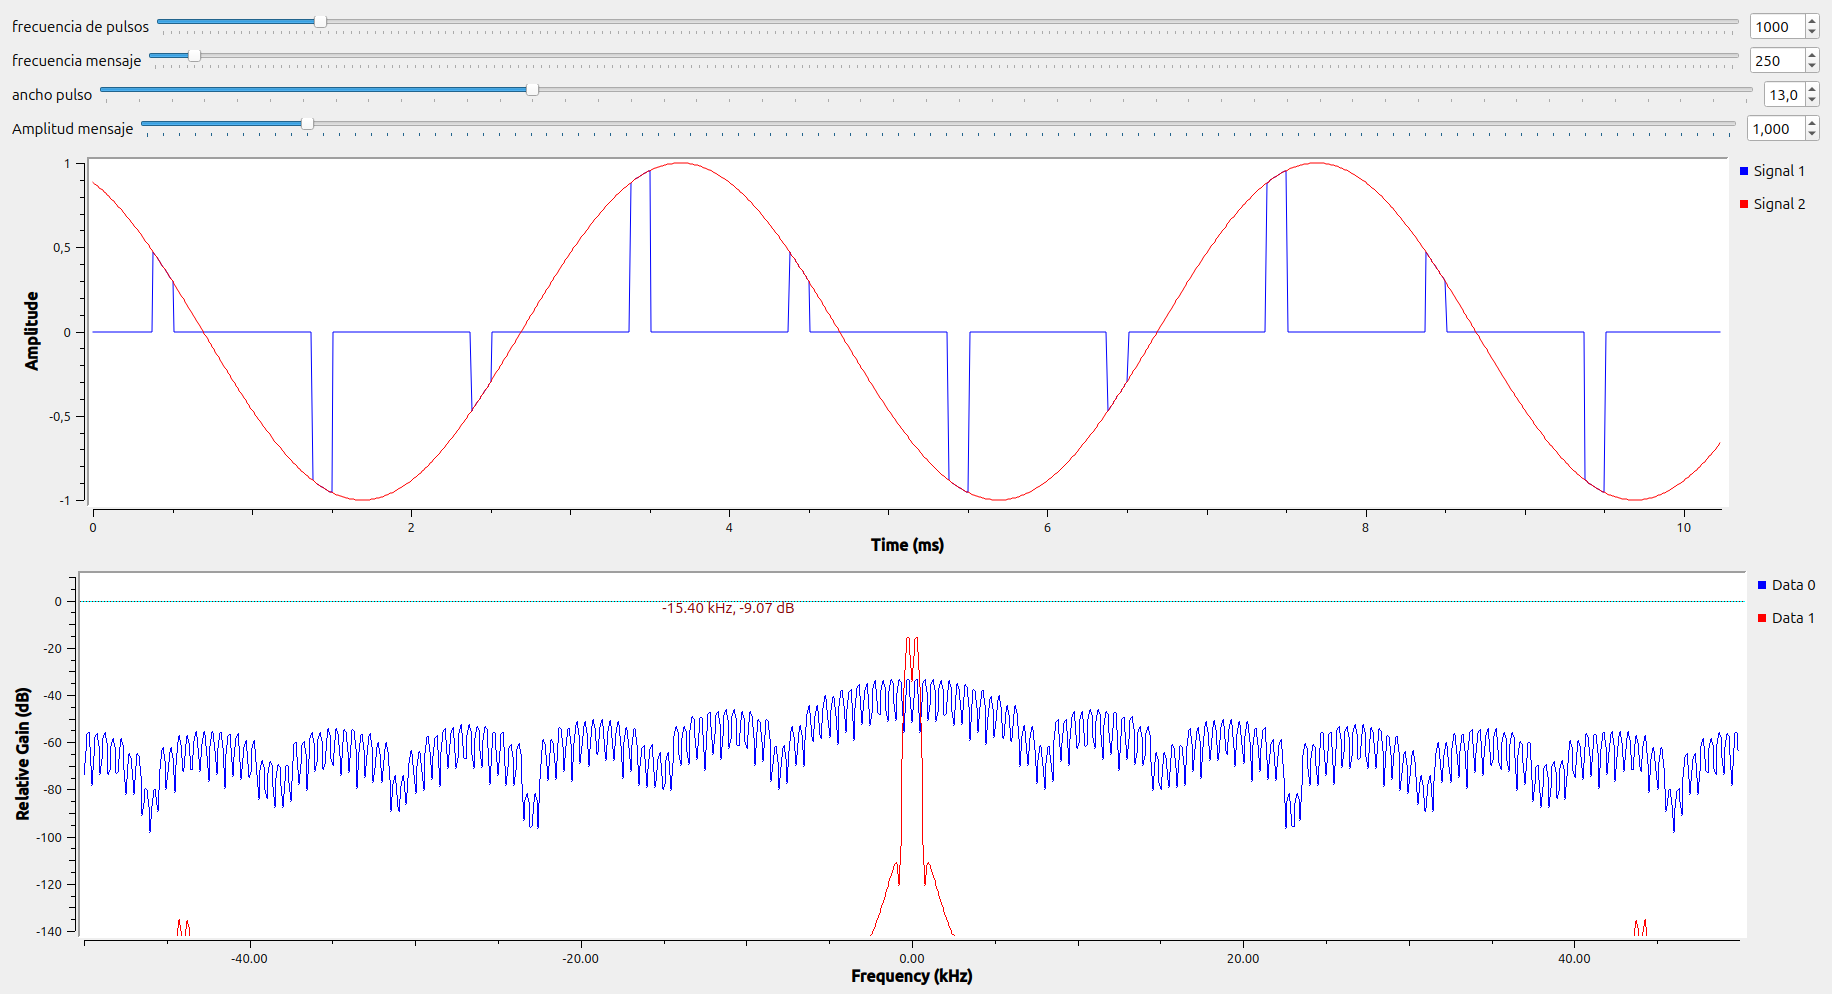 frecuencia de pulsos 1000
frecuencia mensaje 250
ancho pulso 13,0
Amplitud mensaje 1,000
Signal 1
Signal 2
Amplitude
1
0,5
0
-0,5
-1
0 2 4 6 8 10
Time (ms)
Data 0
Data 1
-15.40 kHz, -9.07 dB
Relative Gain (dB)
0
-20
-40
-60
-80
-100
-120
-140
-40.00 -20.00 0.00 20.00 40.00
Frequency (kHz)